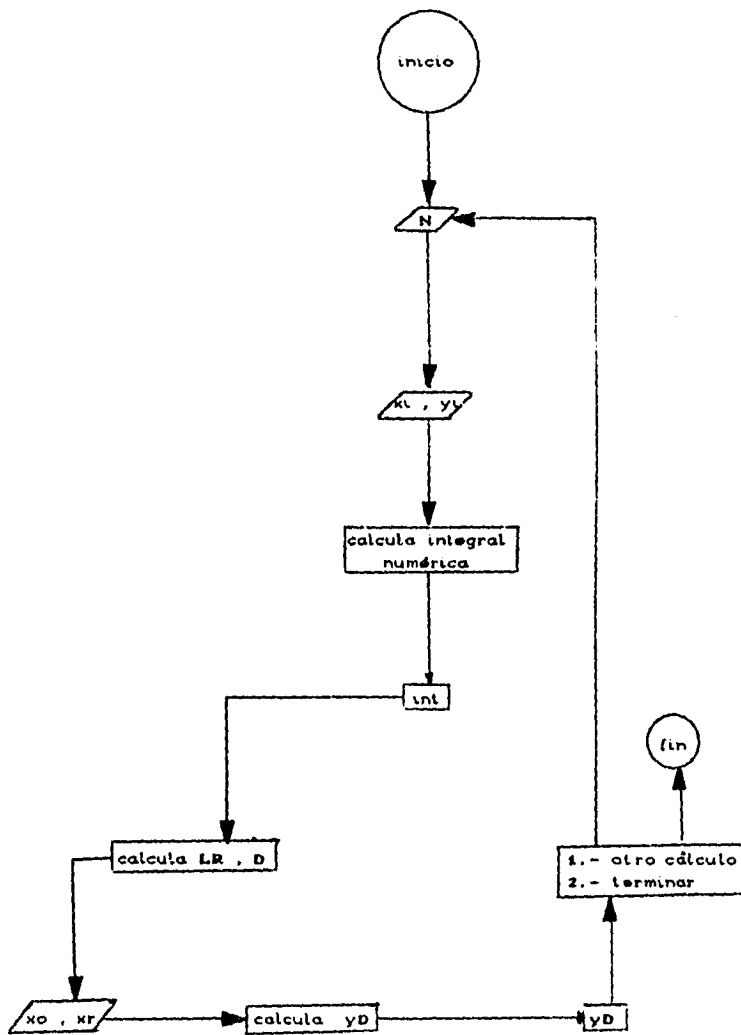 inicio
N
xi , yi
calcula integral
numérica
int
calcula LR , D
xo , xr
calcula yD
yD
1.- otro cálculo
2.- terminar
fin